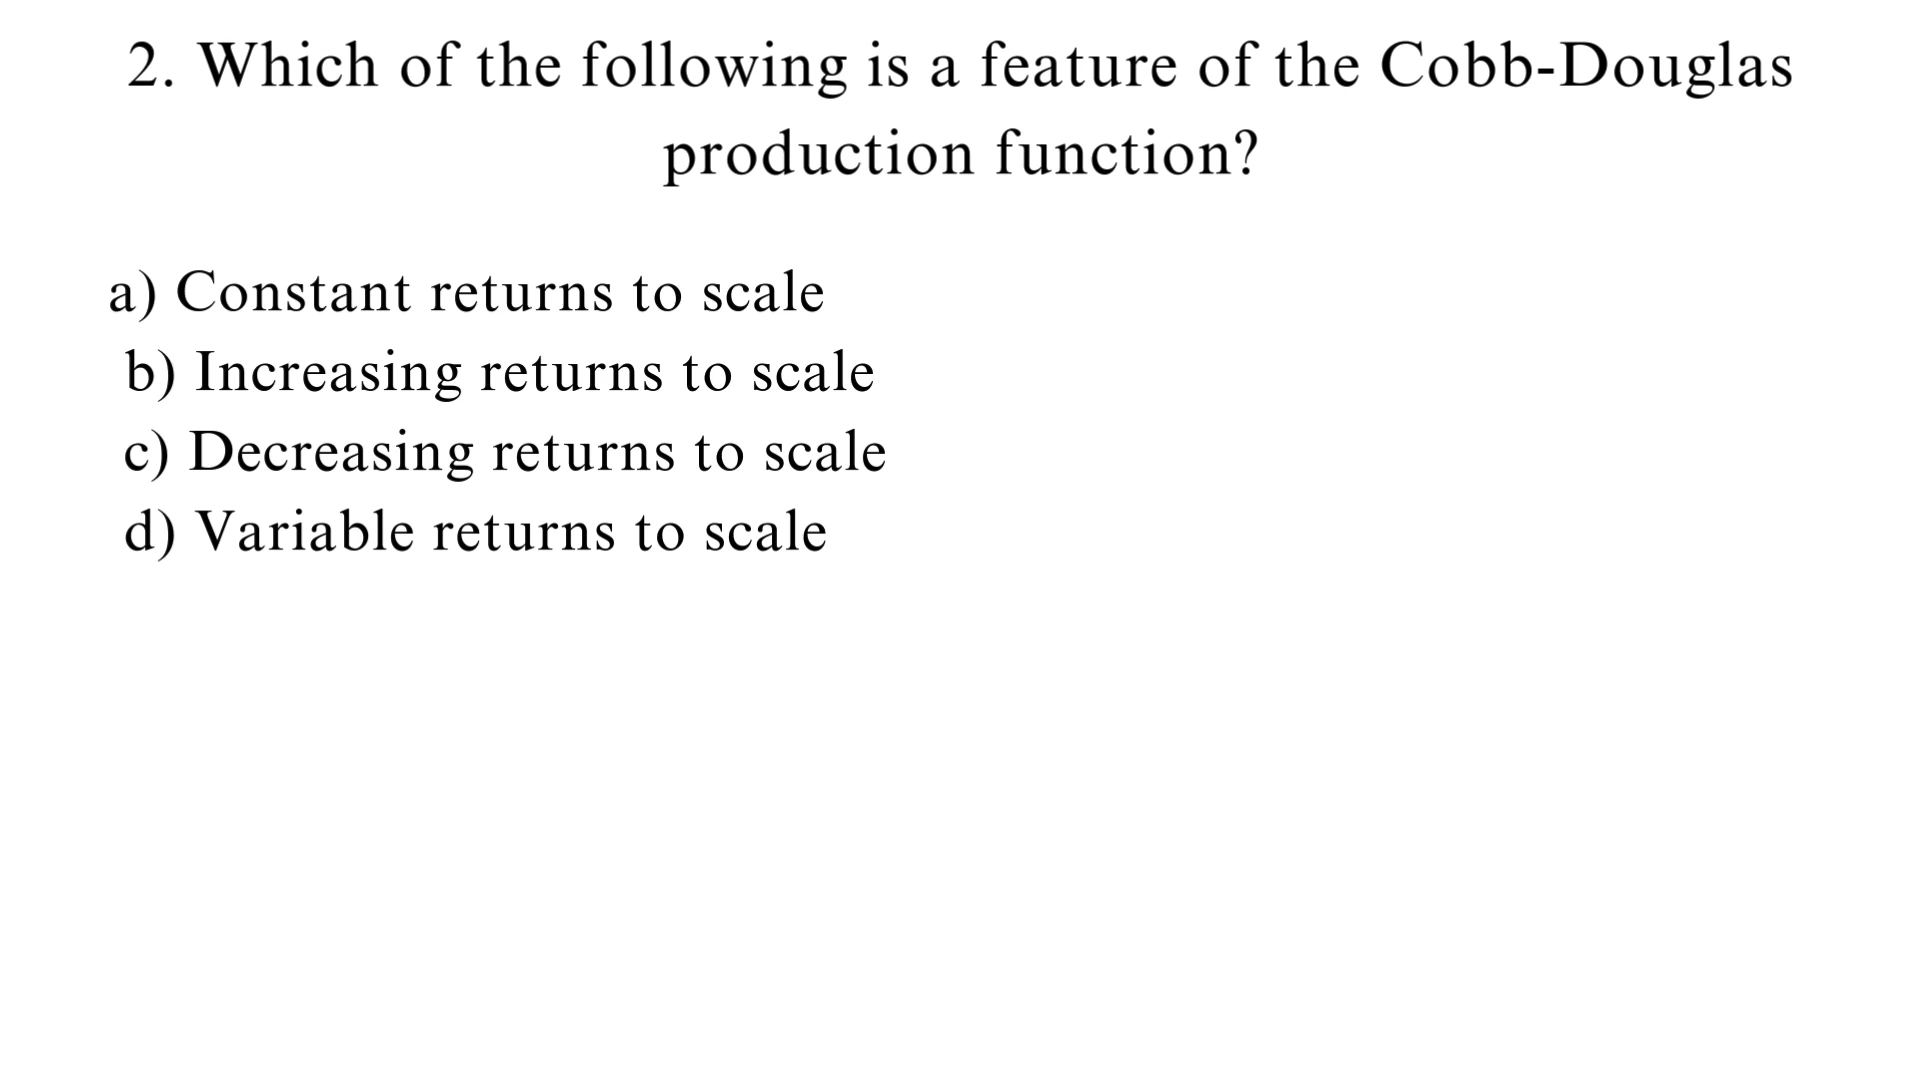 2. Which of the following is a feature of the Cobb-Douglas
production function?
a) Constant returns to scale
b) Increasing returns to scale
c) Decreasing returns to scale
d) Variable returns to scale